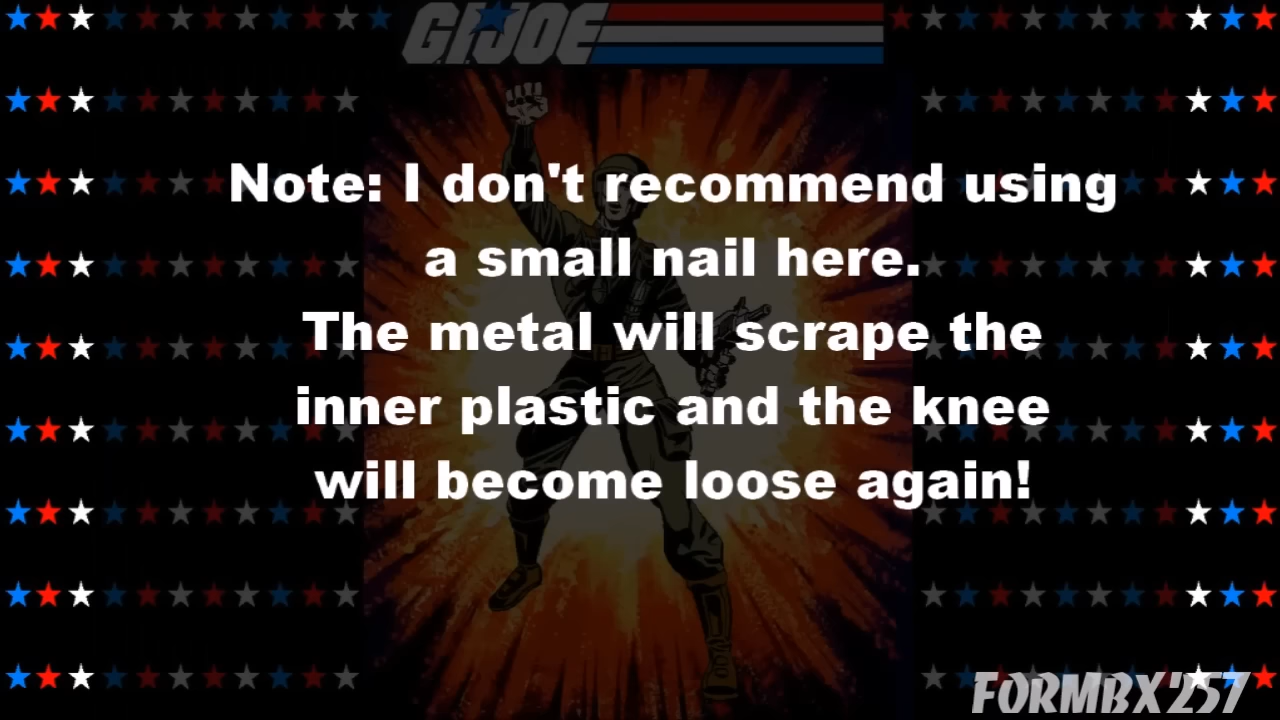 G.I.JOE
Note: I don't recommend using
a small nail here.
The metal will scrape the
inner plastic and the knee
will become loose again!
FORMBX257